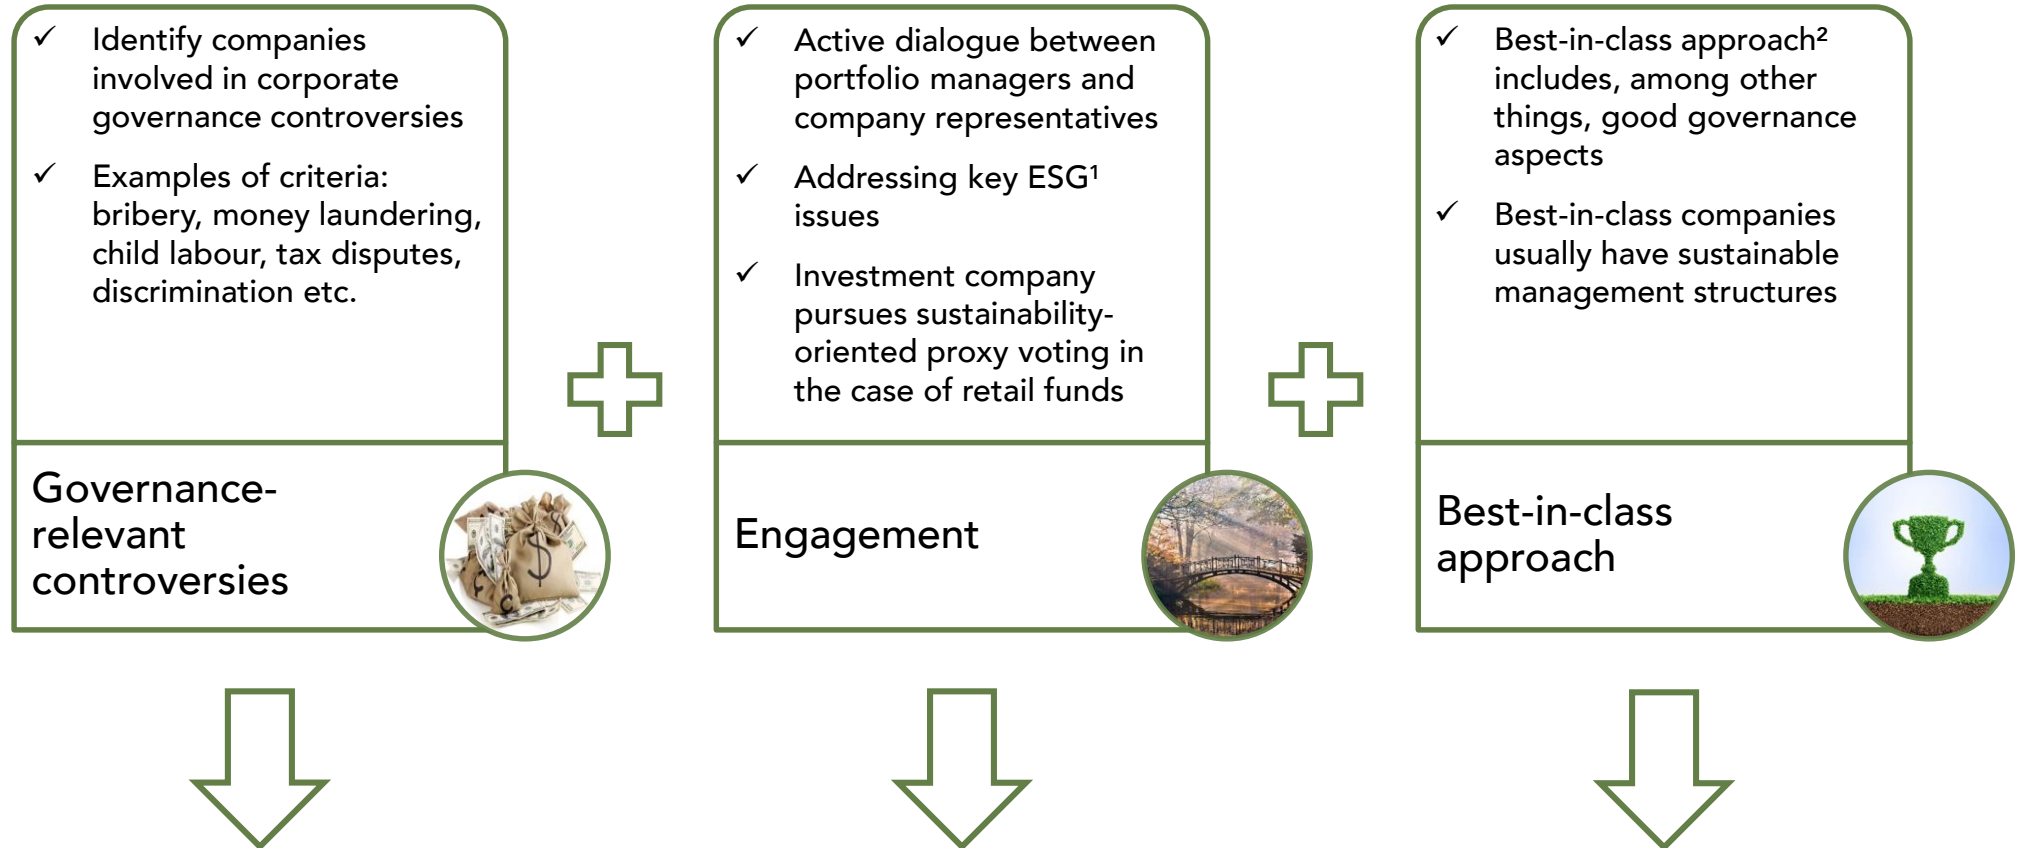 ✓ Identify companies
involved in corporate
governance controversies
✓ Examples of criteria:
bribery, money laundering,
child labour, tax disputes,
discrimination etc.
Governance-
relevant
controversies
✓ Active dialogue between
portfolio managers and
company representatives
✓ Addressing key ESG¹
issues
✓ Investment company
pursues sustainability-
oriented proxy voting in
the case of retail funds
Engagement
✓ Best-in-class approach²
includes, among other
things, good governance
aspects
✓ Best-in-class companies
usually have sustainable
management structures
Best-in-class
approach